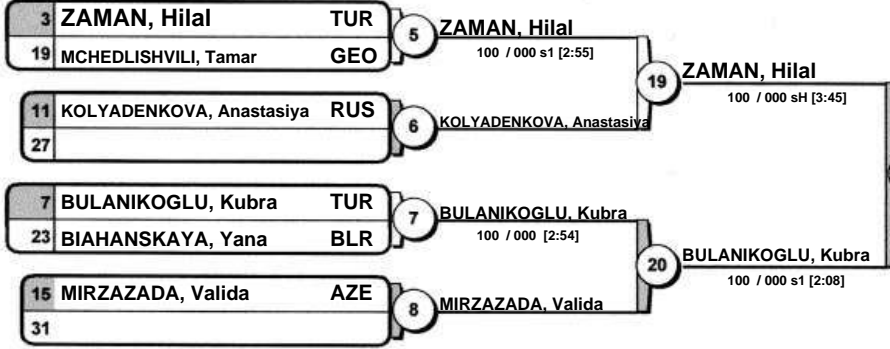 3 ZAMAN, Hilal TUR
19 MCHEDLISHVILI, Tamar GEO
5
ZAMAN, Hilal
100 / 000 s1 [2:55]
11 KOLYADENKOVA, Anastasiya RUS
27
6
KOLYADENKOVA, Anastasiya
19
ZAMAN, Hilal
100 / 000 sH [3:45]
7 BULANIKOGLU, Kubra TUR
23 BIAHANSKAYA, Yana BLR
7
BULANIKOGLU, Kubra
100 / 000 [2:54]
15 MIRZAZADA, Valida AZE
31
8
MIRZAZADA, Valida
20
BULANIKOGLU, Kubra
100 / 000 s1 [2:08]